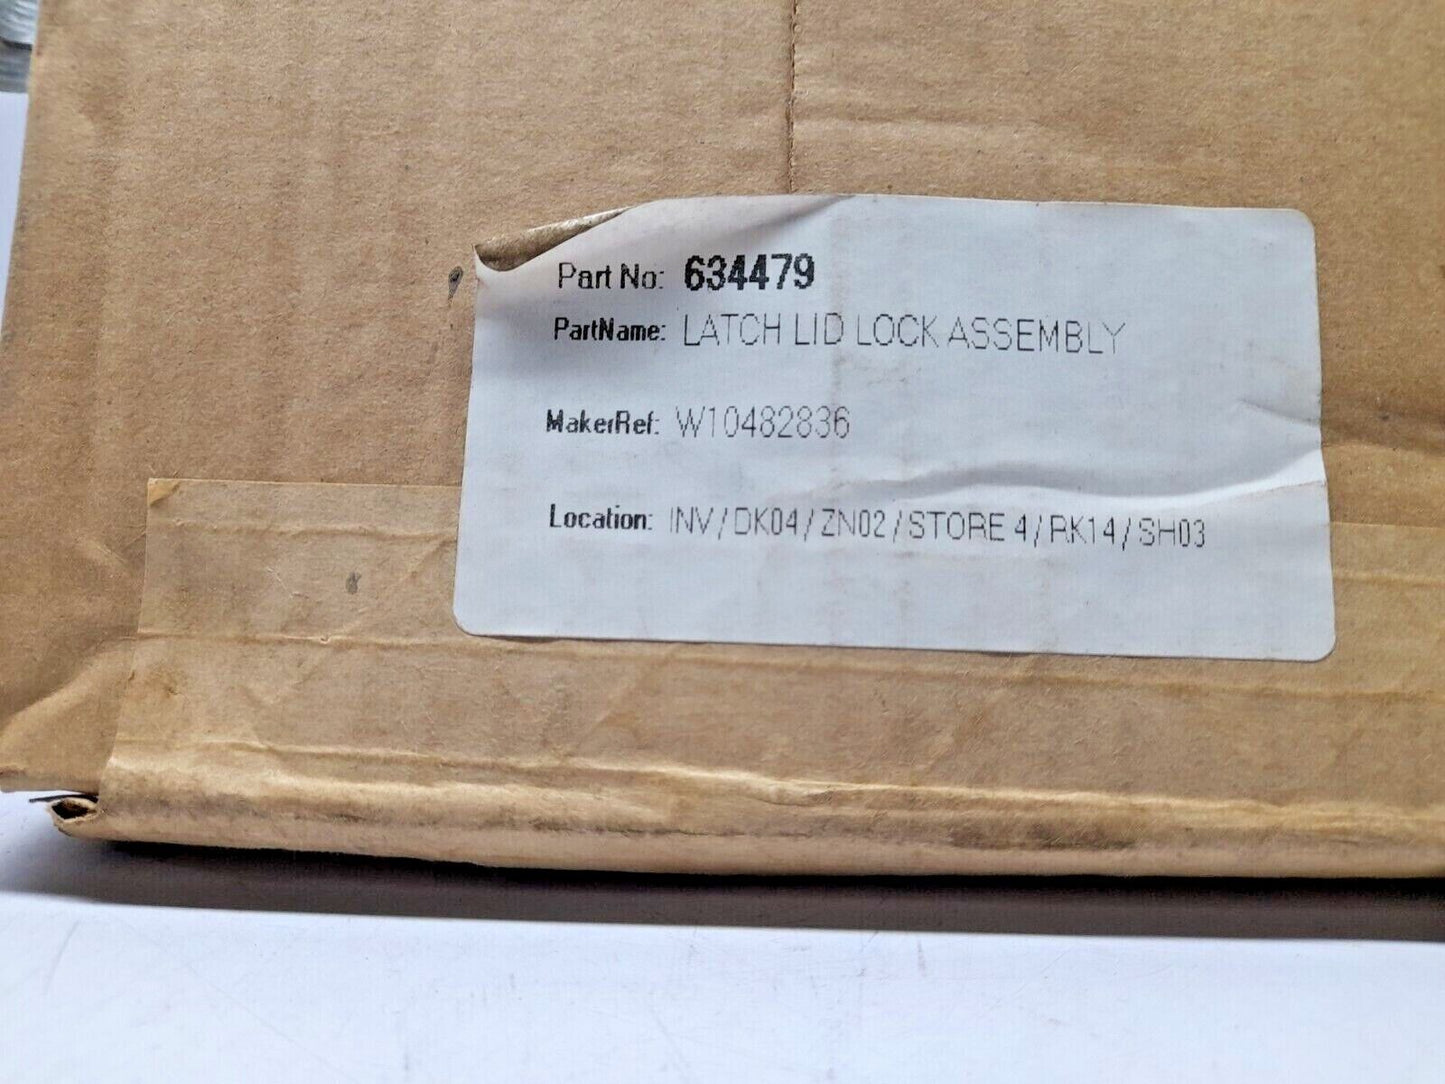 Part No: 634479
PartName: LATCH LID LOCK ASSEMBLY
MakerRef: W10482836
Location: INV/DK04/ZN02/STORE 4/RK14/SH03